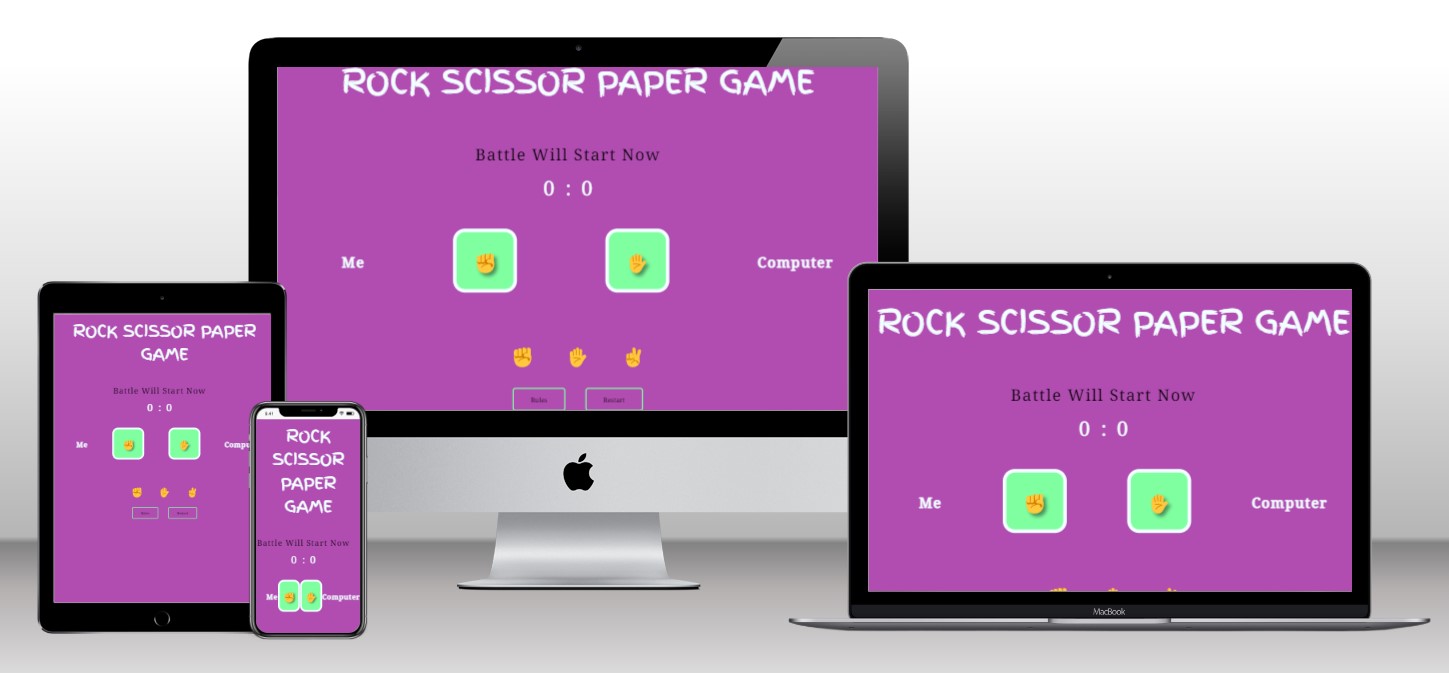 ROCK SCISSOR PAPER GAME
Battle Will Start Now
0 : 0
Me
Computer
Rules
Restart
ROCK SCISSOR PAPER
GAME
Battle Will Start Now
0 : 0
Me
Compu
ROCK
SCISSOR
PAPER
GAME
Battle Will Start Now
0 : 0
Me
Computer
ROCK SCISSOR PAPER GAME
Battle Will Start Now
0 : 0
Me
Computer
MacBook